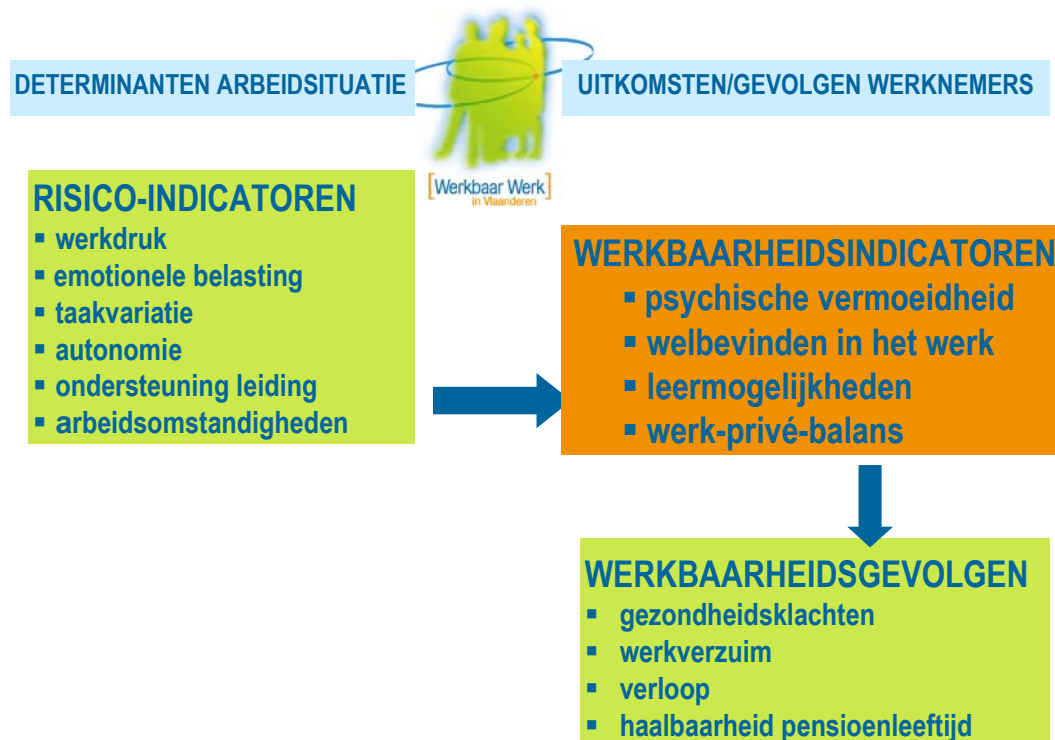 DETERMINANTEN ARBEIDSITUATIE
UITKOMSTEN/GEVOLGEN WERKNEMERS
[Werkbaar Werk]
in Vlaanderen
RISICO-INDICATOREN
▪ werkdruk
▪ emotionele belasting
▪ taakvariatie
▪ autonomie
▪ ondersteuning leiding
▪ arbeidsomstandigheden
WERKBAARHEIDSINDICATOREN
▪ psychische vermoeidheid
▪ welbevinden in het werk
▪ leermogelijkheden
▪ werk-privé-balans
WERKBAARHEIDSGEVOLGEN
▪ gezondheidsklachten
▪ werkverzuim
▪ verloop
▪ haalbaarheid pensioenleeftijd